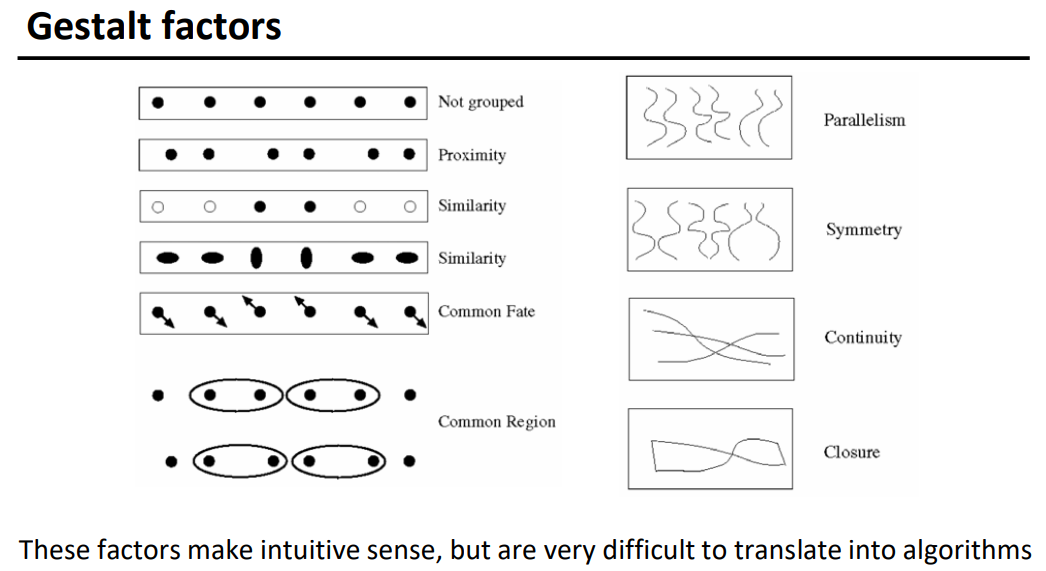 Gestalt factors
Not grouped
Proximity
Similarity
Similarity
Common Fate
Common Region
Parallelism
Symmetry
Continuity
Closure
These factors make intuitive sense, but are very difficult to translate into algorithms